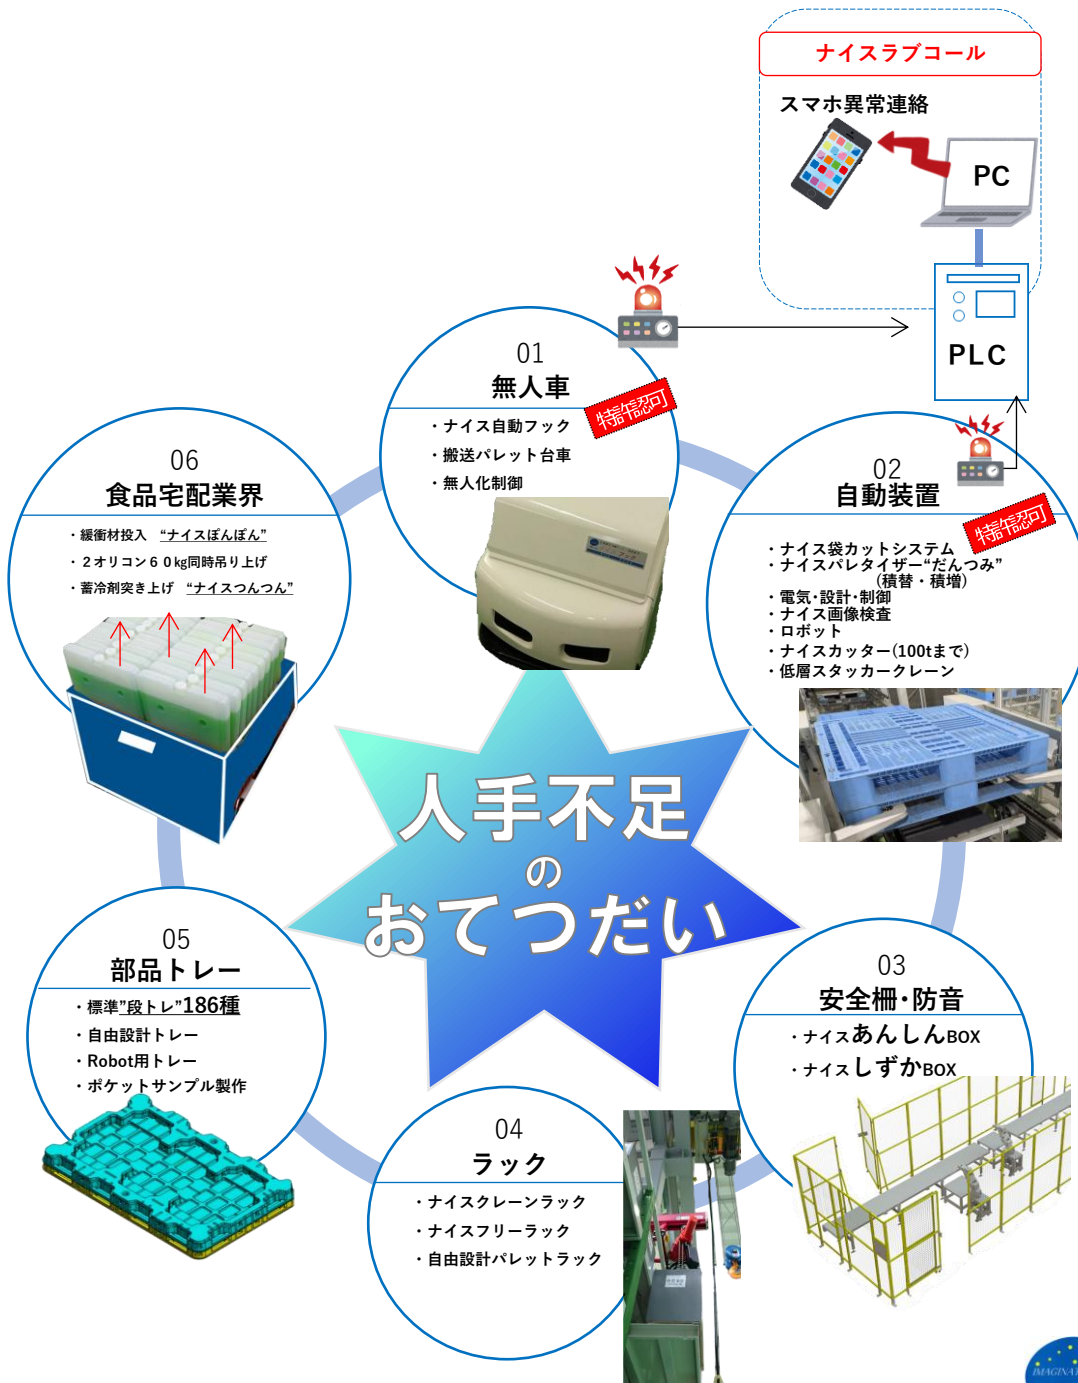 ナイスラブコール
スマホ異常連絡
PC
PLC
01
無人車
特許認可
・ナイス自動フック
・搬送パレット台車
・無人化制御
02
自動装置
特許認可
・ナイス袋カットシステム
・ナイスパレタイザー“だんつみ”
(積替・積増)
・電気・設計・制御
・ナイス画像検査
・ロボット
・ナイスカッター(100tまで)
・低層スタッカークレーン
06
食品宅配業界
・緩衝材投入 “ナイスぽんぽん”
・２オリコン６０㎏同時吊り上げ
・蓄冷剤突き上げ “ナイスつんつん”
人手不足
の
おてつだい
03
安全柵・防音
・ナイスあんしんBOX
・ナイスしずかBOX
05
部品トレー
・標準”段トレ”186種
・自由設計トレー
・Robot用トレー
・ポケットサンプル製作
04
ラック
・ナイスクレーンラック
・ナイスフリーラック
・自由設計パレットラック